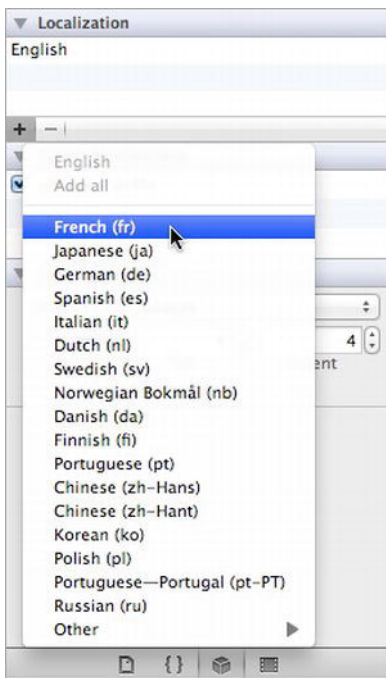 Localization
English
+ −
English
Add all
French (fr)
Japanese (ja)
German (de)
Spanish (es)
Italian (it)
4
Dutch (nl)
ent
Swedish (sv)
Norwegian Bokmål (nb)
Danish (da)
Finnish (fi)
Portuguese (pt)
Chinese (zh-Hans)
Chinese (zh-Hant)
Korean (ko)
Polish (pl)
Portuguese—Portugal (pt-PT)
Russian (ru)
Other
{ }